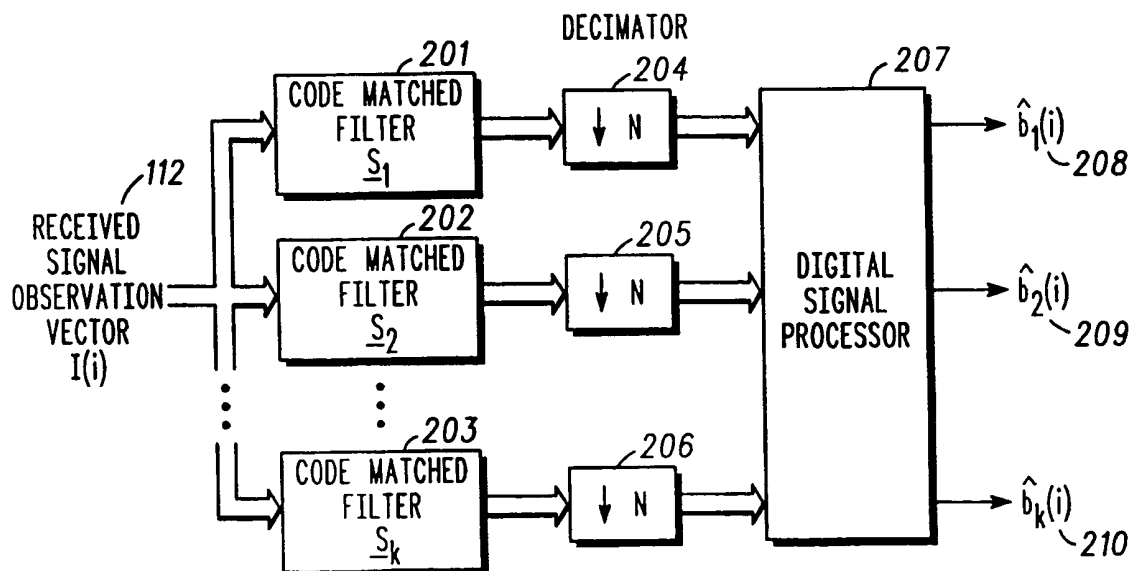 DECIMATOR
201
CODE MATCHED
FILTER
S1
204
↓ N
207
b̂1(i)
208
112
RECEIVED
SIGNAL
OBSERVATION
VECTOR
I(i)
202
CODE MATCHED
FILTER
S2
205
↓ N
DIGITAL
SIGNAL
PROCESSOR
b̂2(i)
209
203
CODE MATCHED
FILTER
Sk
206
↓ N
b̂k(i)
210